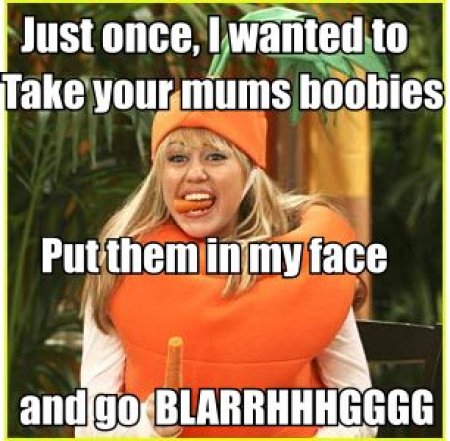 Just once, I wanted to
Take your mums boobies
Put them in my face
and go BLARRHHHGGGG